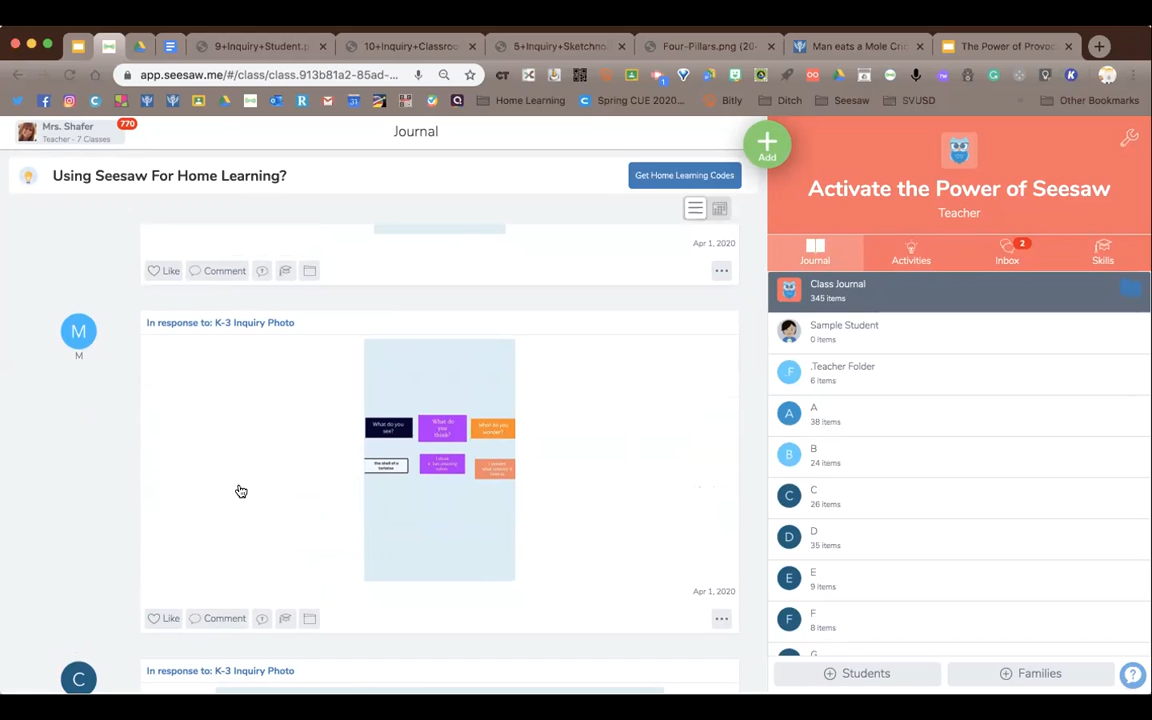 9+Inquiry+Student.p
10+Inquiry+Classroo
5+Inquiry+Sketchno
Four-Pillars.png (20
Man eats a Mole Cri
The Power of Provoc
app.seesaw.me/#/class/class.913b81a2-85ad-...
Home Learning
Spring CUE 2020...
Bitly
Ditch
Seesaw
SVUSD
Other Bookmarks
Mrs. Shafer
Teacher - 7 Classes
770
Journal
Add
Using Seesaw For Home Learning?
Get Home Learning Codes
Activate the Power of Seesaw
Teacher
Journal
Activities
Inbox
2
Skills
Apr 1, 2020
Like
Comment
Class Journal
345 items
M
M
In response to: K-3 Inquiry Photo
What do you see?
What do you think?
what do you wonder?
the shell of a tortoise
Apr 1, 2020
Like
Comment
C
In response to: K-3 Inquiry Photo
Sample Student
0 items
.F
.Teacher Folder
6 items
A
A
38 items
B
B
24 items
C
C
26 items
D
D
35 items
E
E
9 items
F
F
8 items
G
Students
Families
?